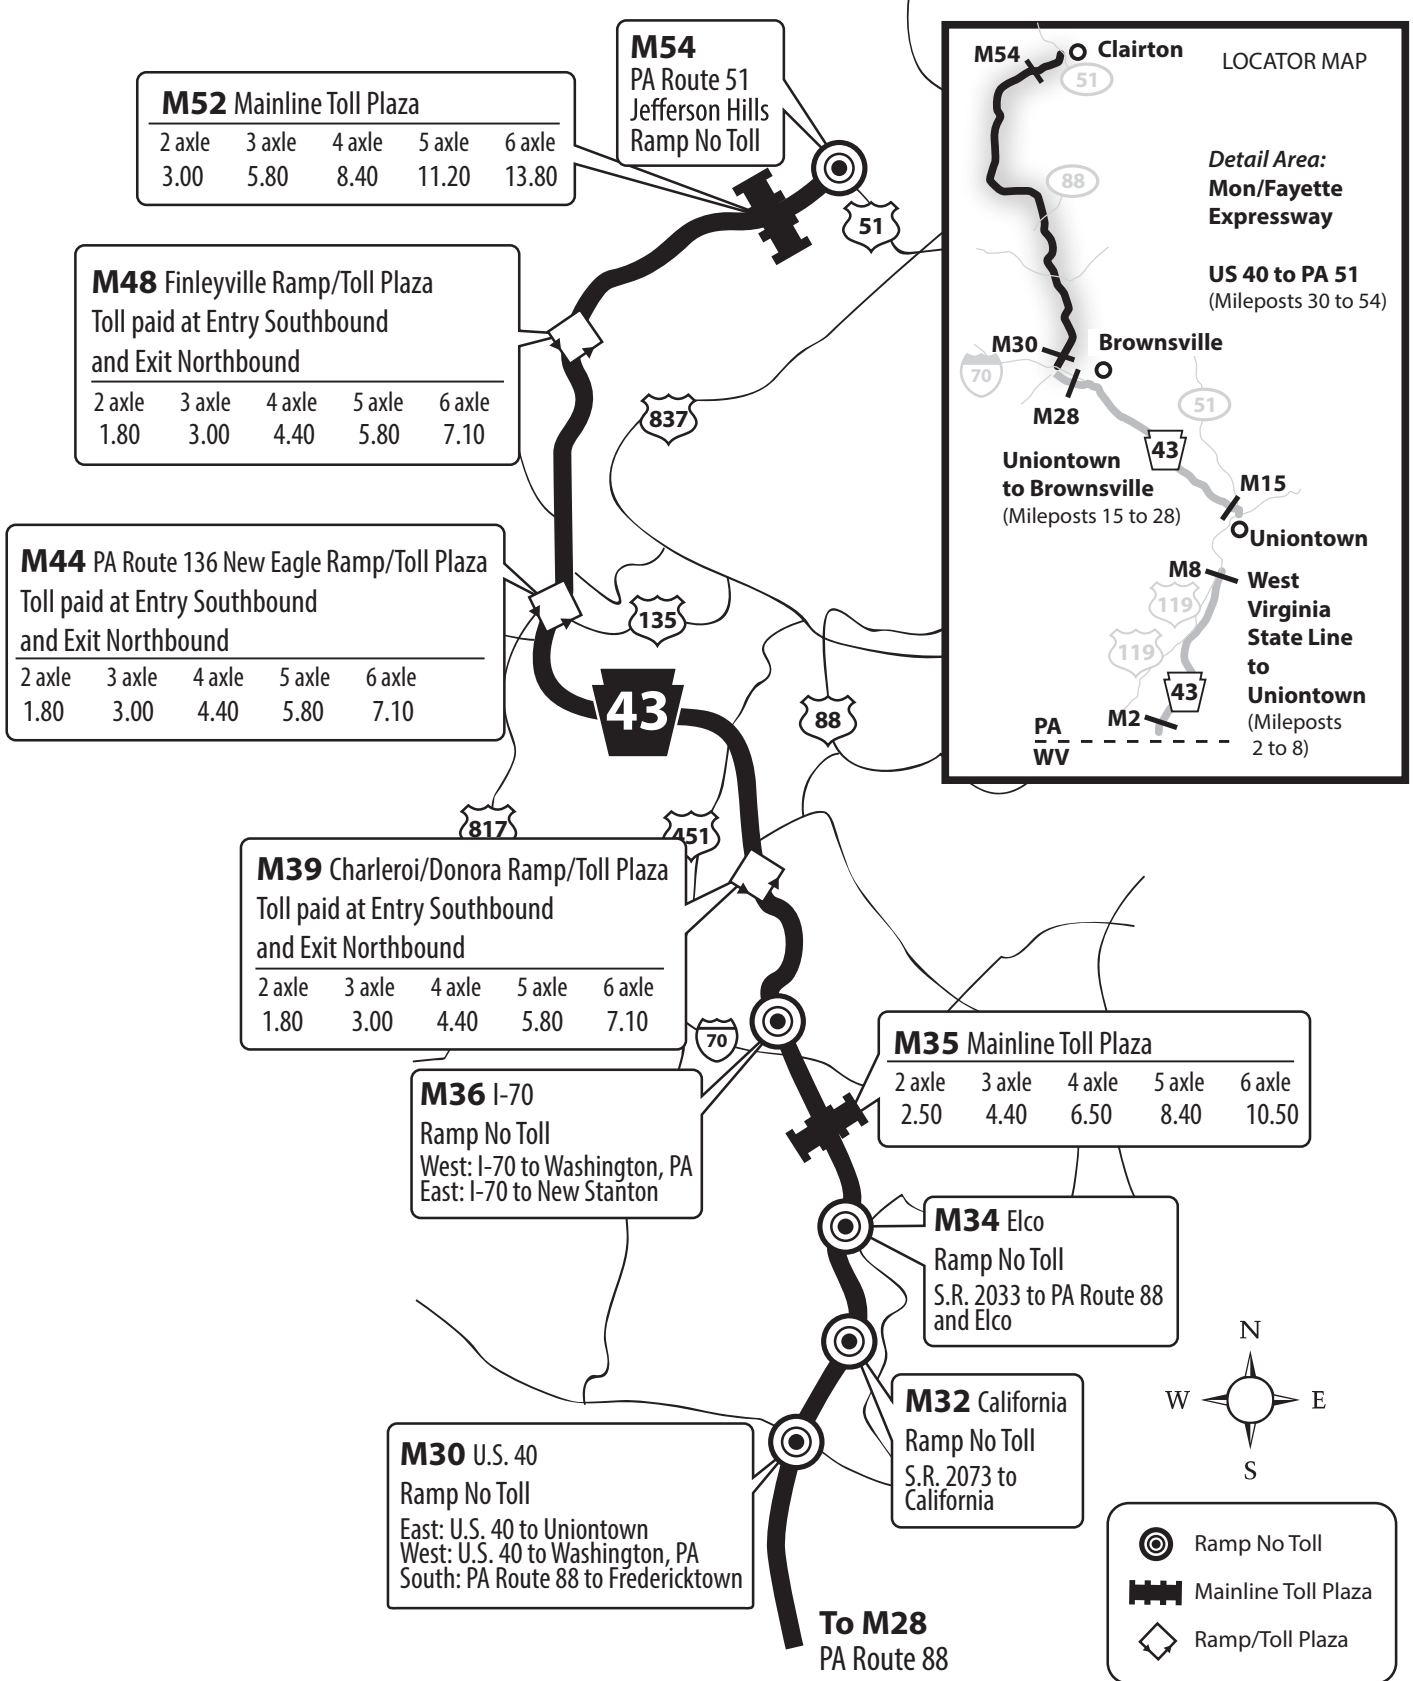 M54
PA Route 51
Jefferson Hills
Ramp No Toll
M52 Mainline Toll Plaza
2 axle 3 axle 4 axle 5 axle 6 axle
3.00 5.80 8.40 11.20 13.80
51
M48 Finleyville Ramp/Toll Plaza
Toll paid at Entry Southbound
and Exit Northbound
2 axle 3 axle 4 axle 5 axle 6 axle
1.80 3.00 4.40 5.80 7.10
837
M44 PA Route 136 New Eagle Ramp/Toll Plaza
Toll paid at Entry Southbound
and Exit Northbound
2 axle 3 axle 4 axle 5 axle 6 axle
1.80 3.00 4.40 5.80 7.10
135
43
88
817
451
M39 Charleroi/Donora Ramp/Toll Plaza
Toll paid at Entry Southbound
and Exit Northbound
2 axle 3 axle 4 axle 5 axle 6 axle
1.80 3.00 4.40 5.80 7.10
70
M36 I-70
Ramp No Toll
West: I-70 to Washington, PA
East: I-70 to New Stanton
M35 Mainline Toll Plaza
2 axle 3 axle 4 axle 5 axle 6 axle
2.50 4.40 6.50 8.40 10.50
M34 Elco
Ramp No Toll
S.R. 2033 to PA Route 88
and Elco
M32 California
Ramp No Toll
S.R. 2073 to
California
M30 U.S. 40
Ramp No Toll
East: U.S. 40 to Uniontown
West: U.S. 40 to Washington, PA
South: PA Route 88 to Fredericktown
To M28
PA Route 88
LOCATOR MAP
M54
Clairton
51
Detail Area:
Mon/Fayette
Expressway
88
US 40 to PA 51
(Mileposts 30 to 54)
M30
Brownsville
70
M28
51
43
Uniontown
to Brownsville
(Mileposts 15 to 28)
M15
Uniontown
M8
119
119
West
Virginia
State Line
to
Uniontown
(Mileposts
2 to 8)
43
M2
PA
WV
N
W
E
S
Ramp No Toll
Mainline Toll Plaza
Ramp/Toll Plaza